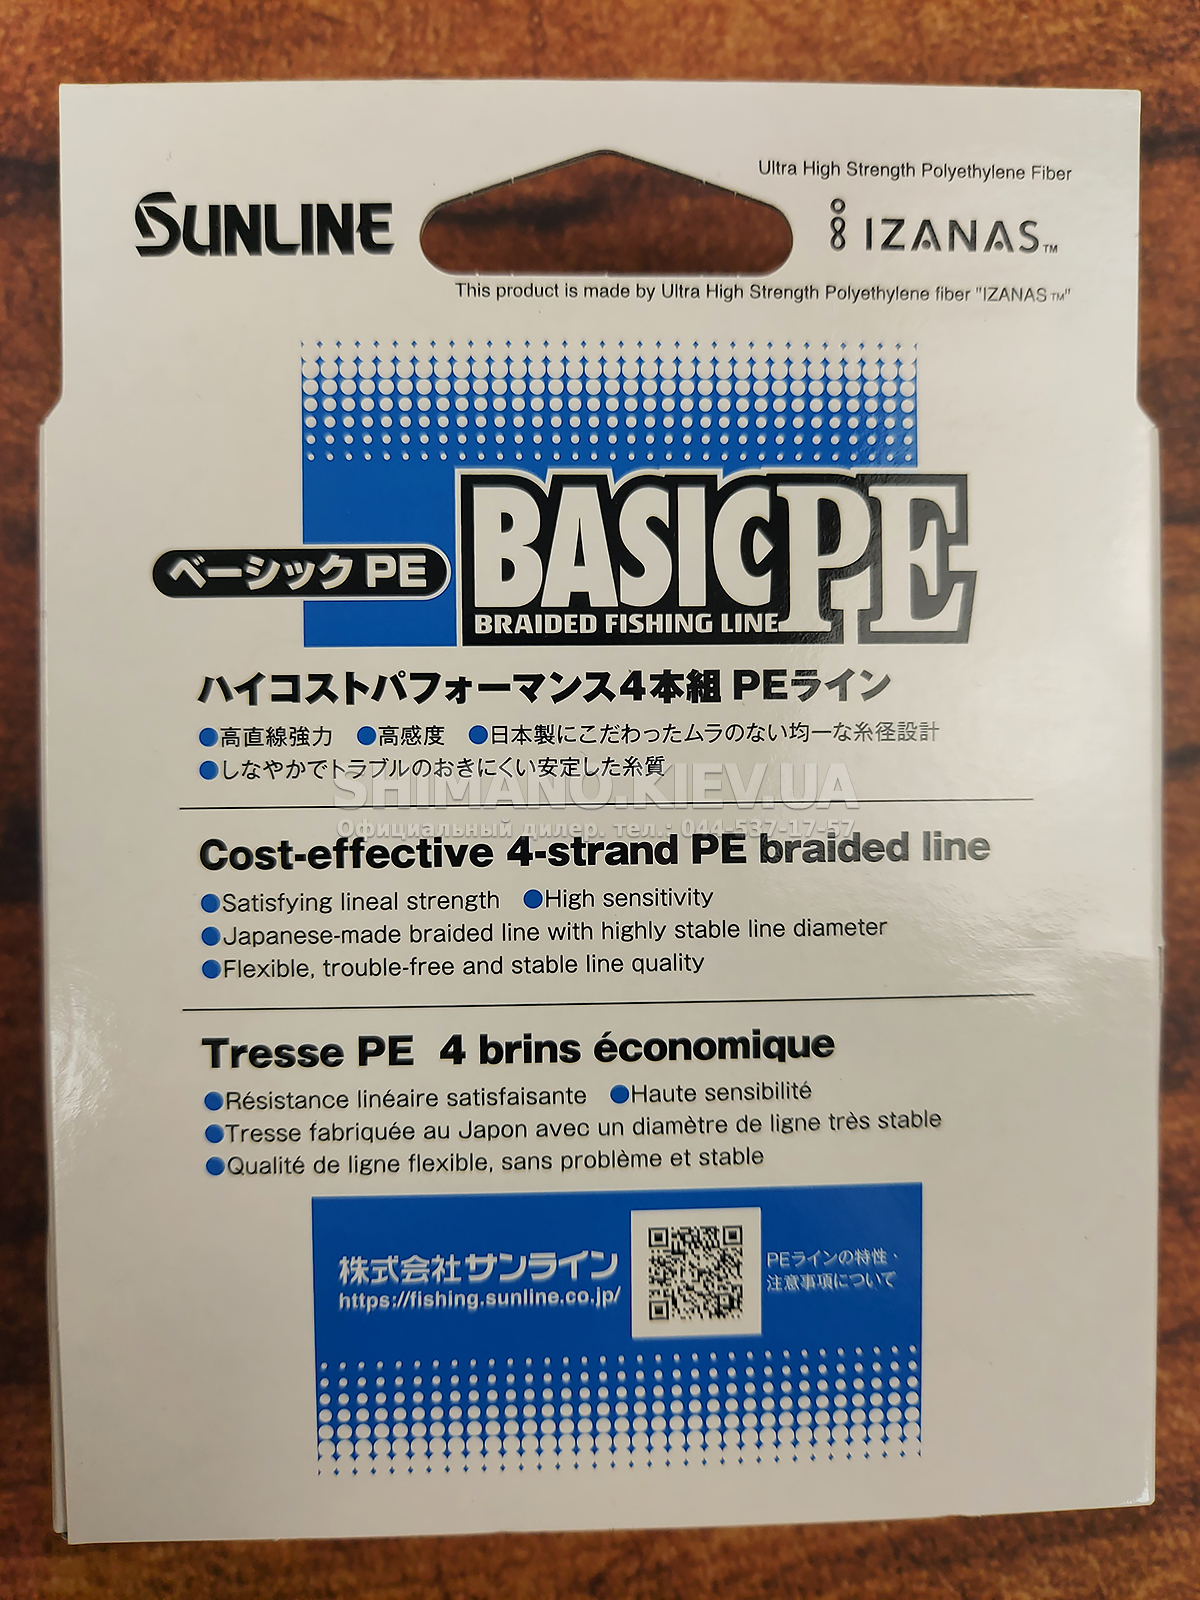 Ultra High Strength Polyethylene Fiber
SUNLINE
IZANAS™
This product is made by Ultra High Strength Polyethylene fiber "IZANAS™"
BASIC PE
ベーシック PE
BRAIDED FISHING LINE
ハイコストパフォーマンス4本組 PEライン
●高直線強力 ●高感度 ●日本製にこだわったムラのない均一な糸径設計
●しなやかでトラブルのおきにくい安定した糸質
SHIMANO.KIEV.UA
Официальный дилер. тел.: 044-537-17-57
Cost-effective 4-strand PE braided line
●Satisfying lineal strength ●High sensitivity
●Japanese-made braided line with highly stable line diameter
●Flexible, trouble-free and stable line quality
Tresse PE 4 brins économique
●Résistance linéaire satisfaisante ●Haute sensibilité
●Tresse fabriquée au Japon avec un diamètre de ligne très stable
●Qualité de ligne flexible, sans problème et stable
株式会社サンライン
https://fishing.sunline.co.jp/
PEラインの特性・
注意事項について